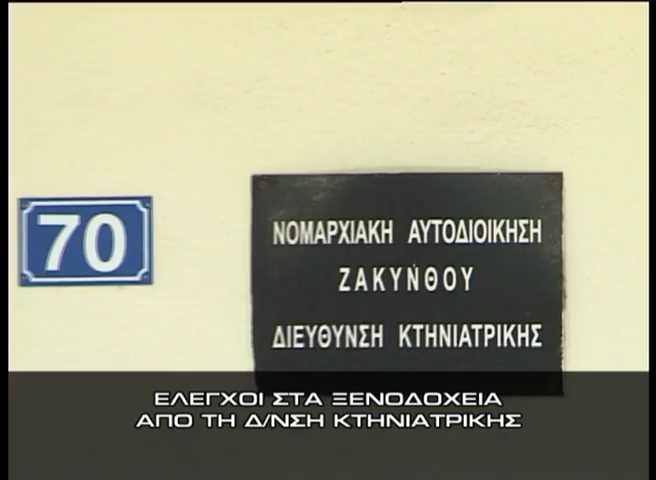 70
ΝΟΜΑΡΧΙΑΚΗ ΑΥΤΟΔΙΟΙΚΗΣΗ
ΖΑΚΥΝΘΟΥ
ΔΙΕΥΘΥΝΣΗ ΚΤΗΝΙΑΤΡΙΚΗΣ
ΕΛΕΓΧΟΙ ΣΤΑ ΞΕΝΟΔΟΧΕΙΑ
ΑΠΟ ΤΗ Δ/ΝΣΗ ΚΤΗΝΙΑΤΡΙΚΗΣ